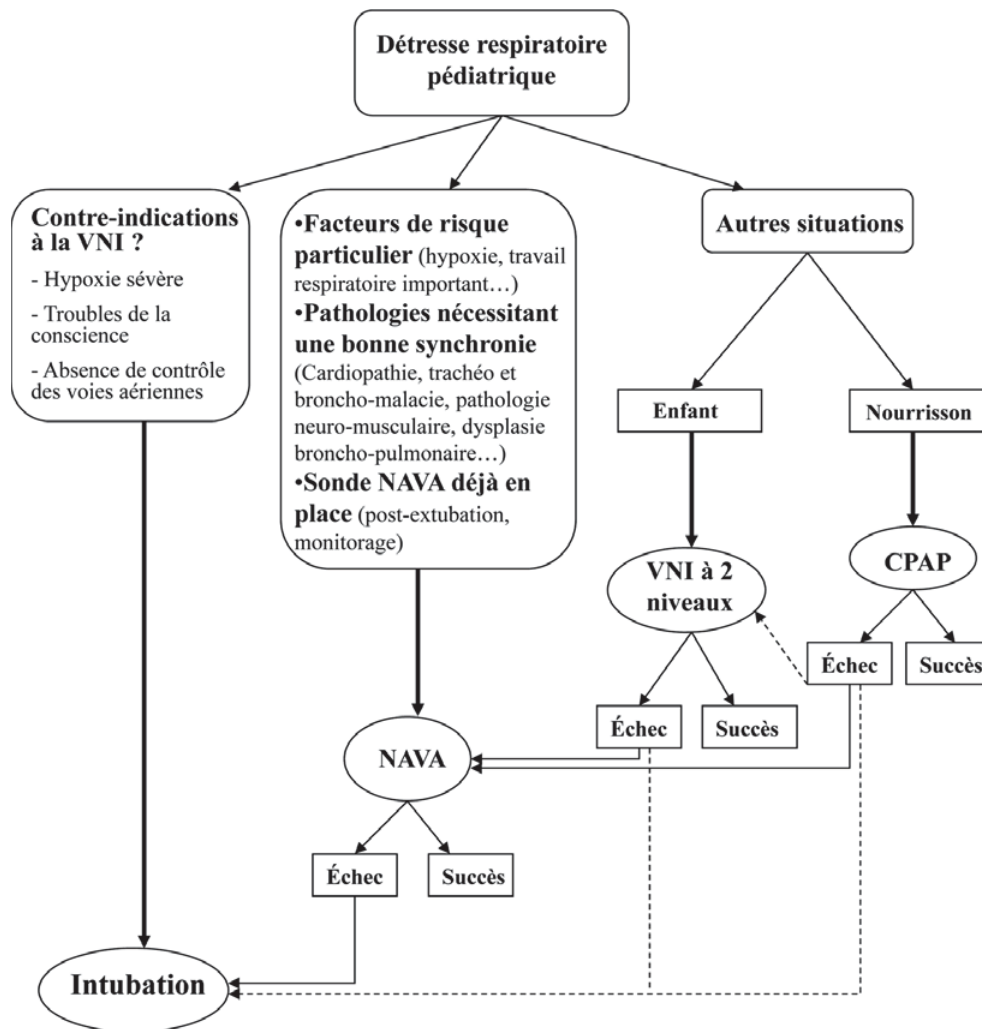 Détresse respiratoire
pédiatrique
Contre-indications
à la VNI ?
- Hypoxie sévère
- Troubles de la
conscience
- Absence de contrôle
des voies aériennes
•Facteurs de risque
particulier (hypoxie, travail
respiratoire important…)
•Pathologies nécessitant
une bonne synchronie
(Cardiopathie, trachéo et
broncho-malacie, pathologie
neuro-musculaire, dysplasie
broncho-pulmonaire…)
•Sonde NAVA déjà en
place (post-extubation,
monitorage)
Autres situations
Enfant
Nourrisson
VNI à 2
niveaux
CPAP
Échec
Succès
Échec
Succès
NAVA
Échec
Succès
Intubation